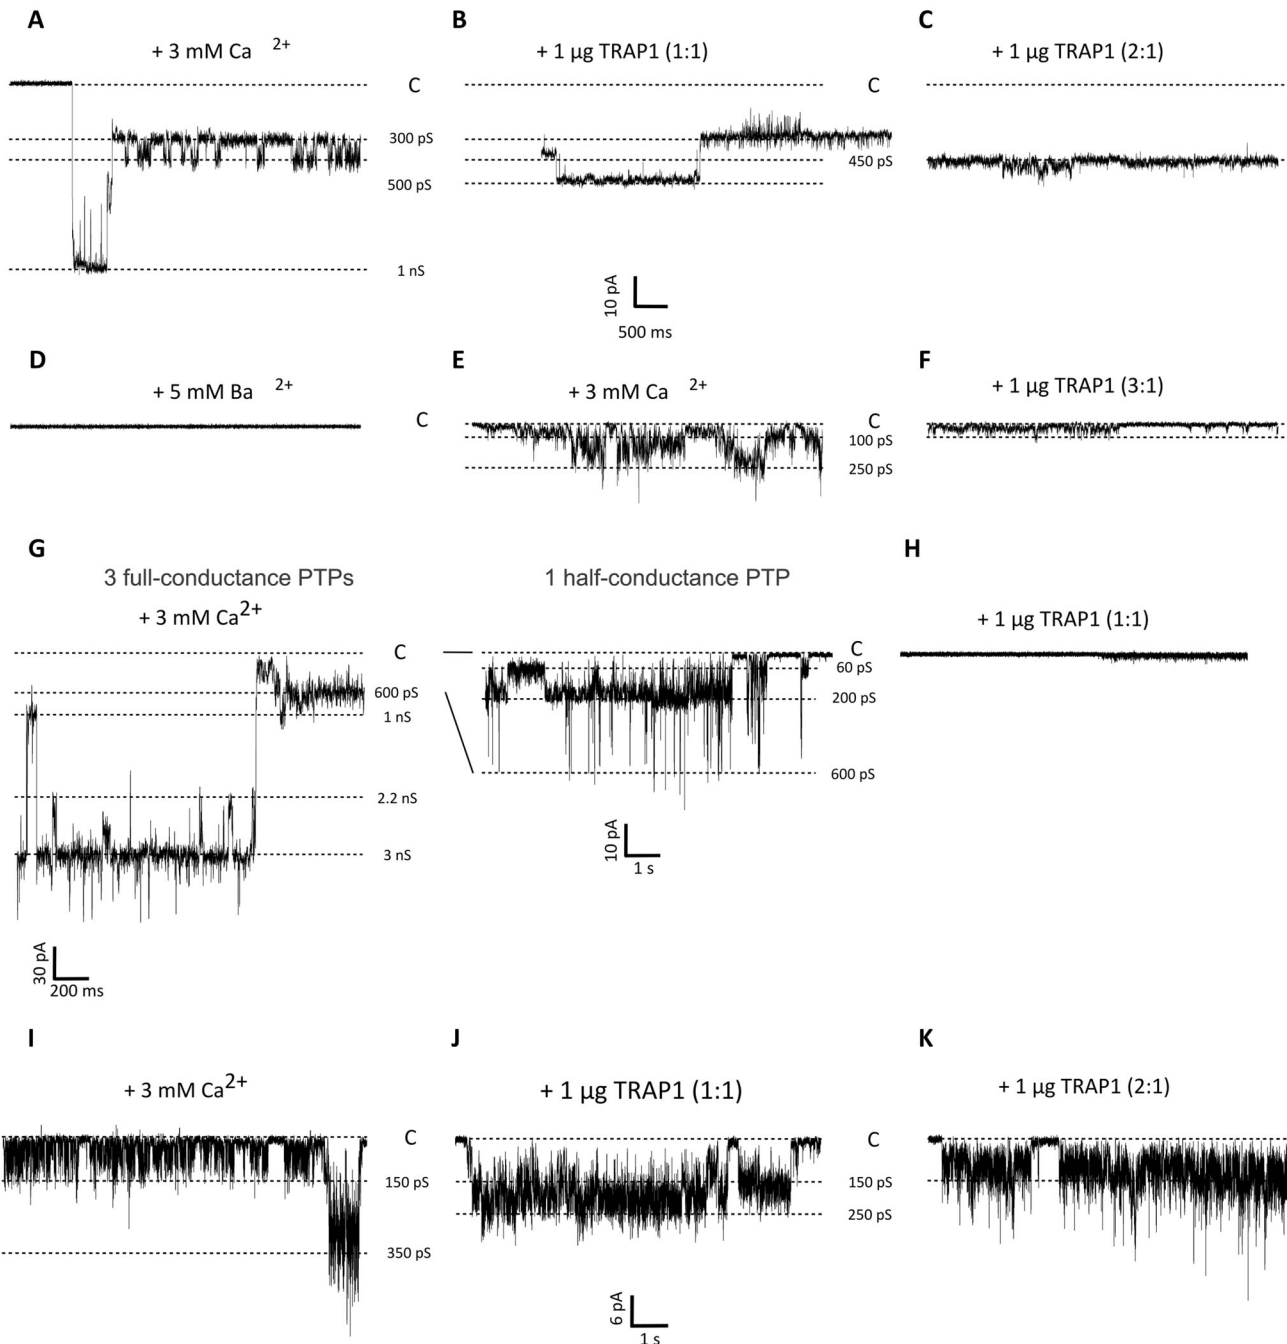 A
+ 3 mM Ca 2+
B
+ 1 µg TRAP1 (1:1)
C
+ 1 µg TRAP1 (2:1)
C
C
300 pS
500 pS
450 pS
1 nS
10 pA
500 ms
D
+ 5 mM Ba 2+
E
+ 3 mM Ca 2+
F
+ 1 µg TRAP1 (3:1)
C
C
100 pS
250 pS
G
3 full-conductance PTPs
+ 3 mM Ca2+
1 half-conductance PTP
H
+ 1 µg TRAP1 (1:1)
C
C
600 pS
1 nS
60 pS
200 pS
2.2 nS
600 pS
3 nS
10 pA
1 s
30 pA
200 ms
I
+ 3 mM Ca2+
J
+ 1 µg TRAP1 (1:1)
K
+ 1 µg TRAP1 (2:1)
C
C
150 pS
150 pS
250 pS
350 pS
6 pA
1 s